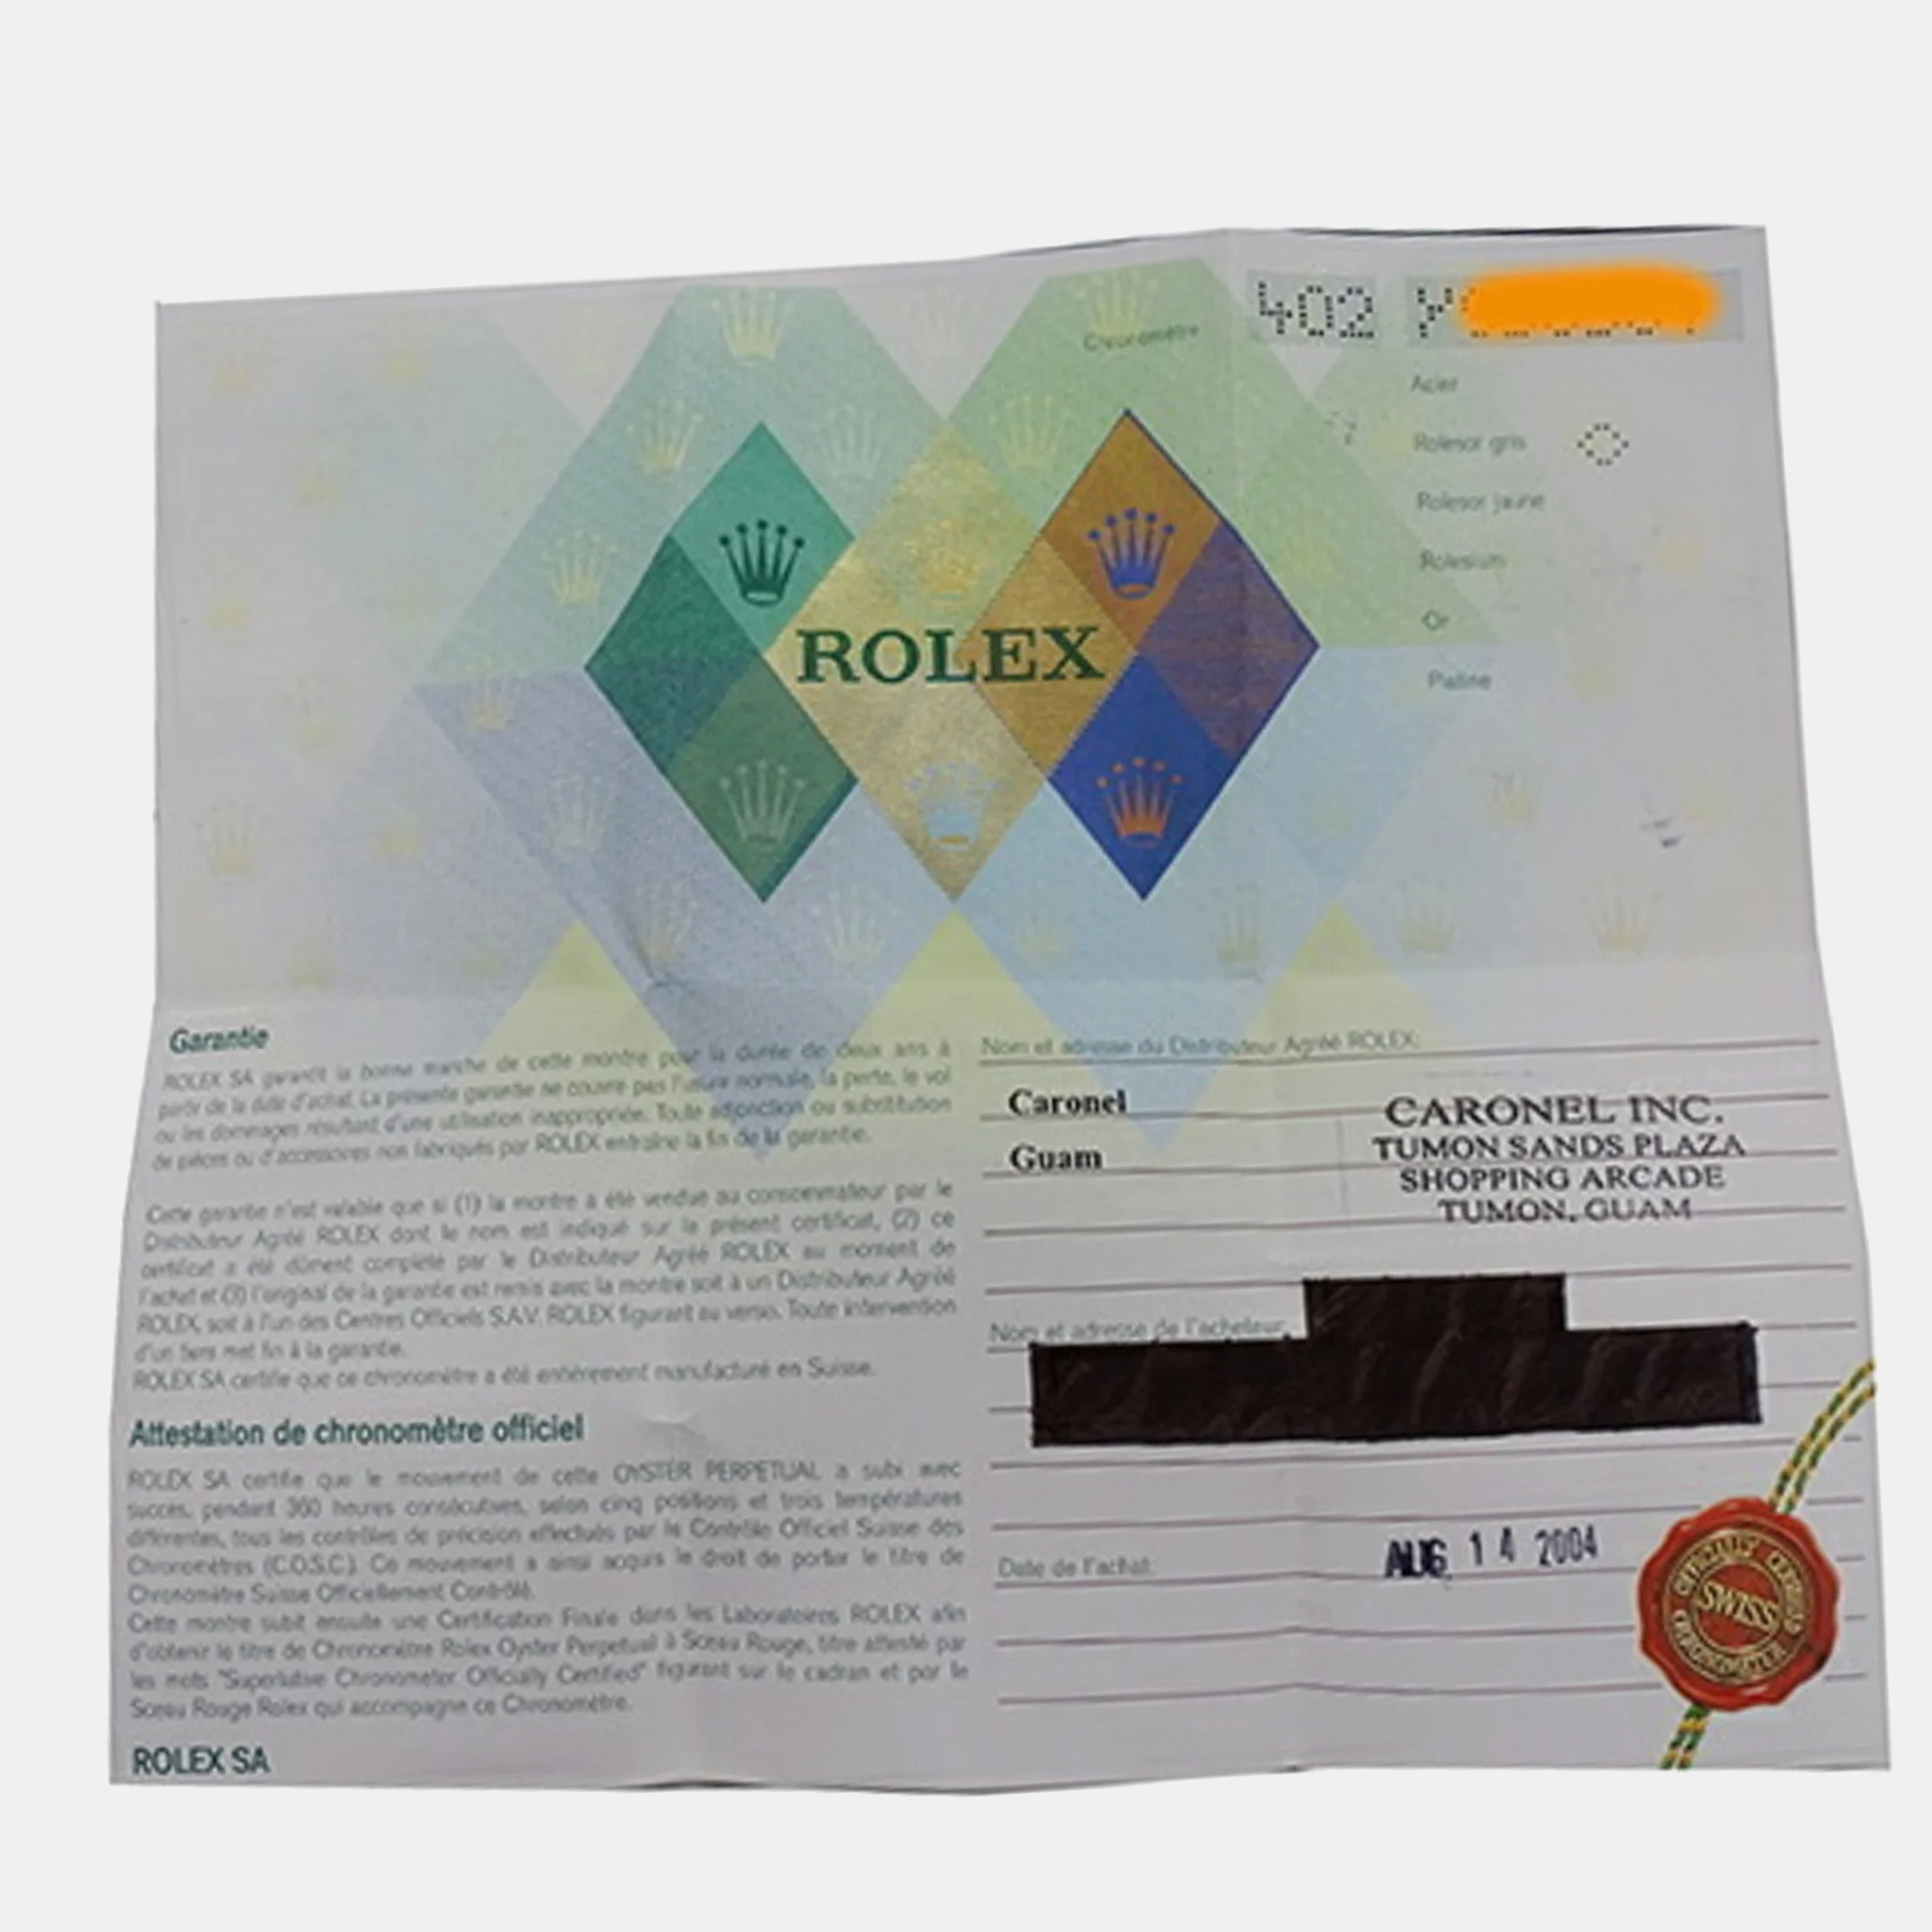 Chronomètre 402 Y
Acier
Rolesor gris
Rolesor jaune
Rolesium
Or
Platine
ROLEX
Garantie
ROLEX SA garantit la bonne marche de cette montre pour la durée de deux ans à
partir de la date d'achat. La présente garantie ne couvre pas l'usure normale, la perte, le vol
ou les dommages résultant d'une utilisation inappropriée. Toute adjonction ou substitution
de pièces ou d'accessoires non fabriqués par ROLEX entraîne la fin de la garantie.
Cette garantie n'est valable que si (1) la montre a été vendue au consommateur par le
Distributeur Agréé ROLEX dont le nom est indiqué sur le présent certificat, (2) ce
certificat a été dûment complété par le Distributeur Agréé ROLEX au moment de
l'achat et (3) l'original de la garantie est remis avec la montre soit à un Distributeur Agréé
ROLEX, soit à l'un des Centres Officiels S.A.V. ROLEX figurant au verso. Toute intervention
d'un tiers met fin à la garantie.
ROLEX SA certifie que ce chronomètre a été entièrement manufacturé en Suisse.
Attestation de chronomètre officiel
ROLEX SA certifie que le mouvement de cette OYSTER PERPETUAL a subi avec
succès, pendant 360 heures consécutives, selon cinq positions et trois températures
différentes, tous les contrôles de précision effectués par le Contrôle Officiel Suisse des
Chronomètres (C.O.S.C.). Ce mouvement a ainsi acquis le droit de porter le titre de
Chronomètre Suisse Officiellement Contrôlé.
Cette montre subit ensuite une Certification Finale dans les Laboratoires ROLEX afin
d'obtenir le titre de Chronomètre Rolex Oyster Perpetual à Sceau Rouge, titre attesté par
les mots "Superlative Chronometer Officially Certified" figurant sur le cadran et par le
Sceau Rouge Rolex qui accompagne ce Chronomètre.
ROLEX SA
Nom et adresse du Distributeur Agréé ROLEX:
Caronel
Guam
CARONEL INC.
TUMON SANDS PLAZA
SHOPPING ARCADE
TUMON, GUAM
Nom et adresse de l'acheteur:
Date de l'achat: AUG 14 2004
SWISS